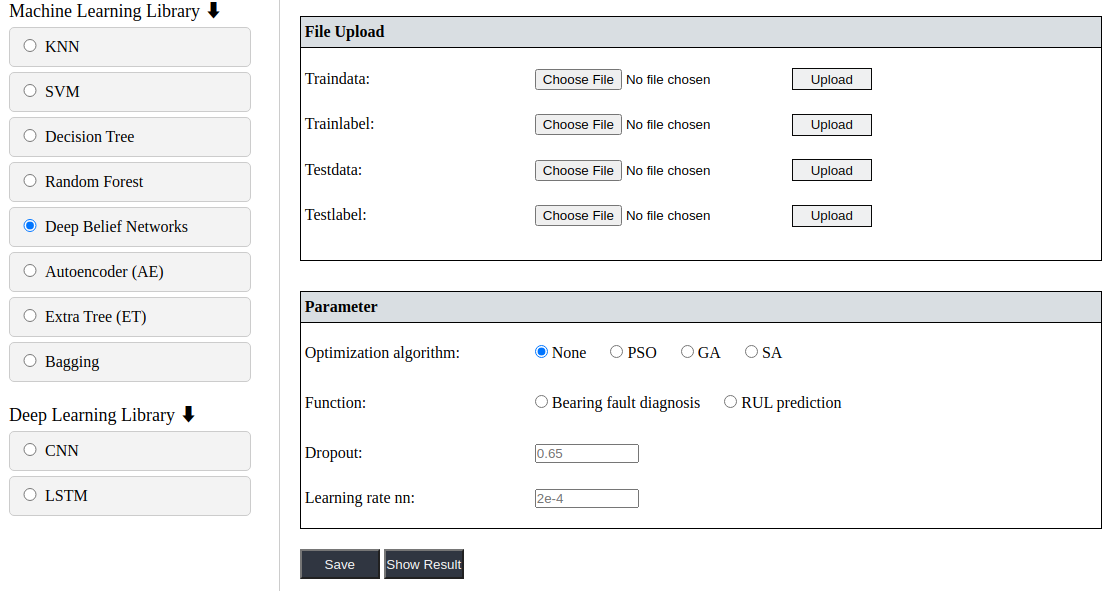 Machine Learning Library ⬇
KNN
SVM
Decision Tree
Random Forest
Deep Belief Networks
Autoencoder (AE)
Extra Tree (ET)
Bagging
Deep Learning Library ⬇
CNN
LSTM
File Upload
Traindata: Choose File No file chosen Upload
Trainlabel: Choose File No file chosen Upload
Testdata: Choose File No file chosen Upload
Testlabel: Choose File No file chosen Upload
Parameter
Optimization algorithm: None PSO GA SA
Function: Bearing fault diagnosis RUL prediction
Dropout: 0.65
Learning rate nn: 2e-4
Save Show Result